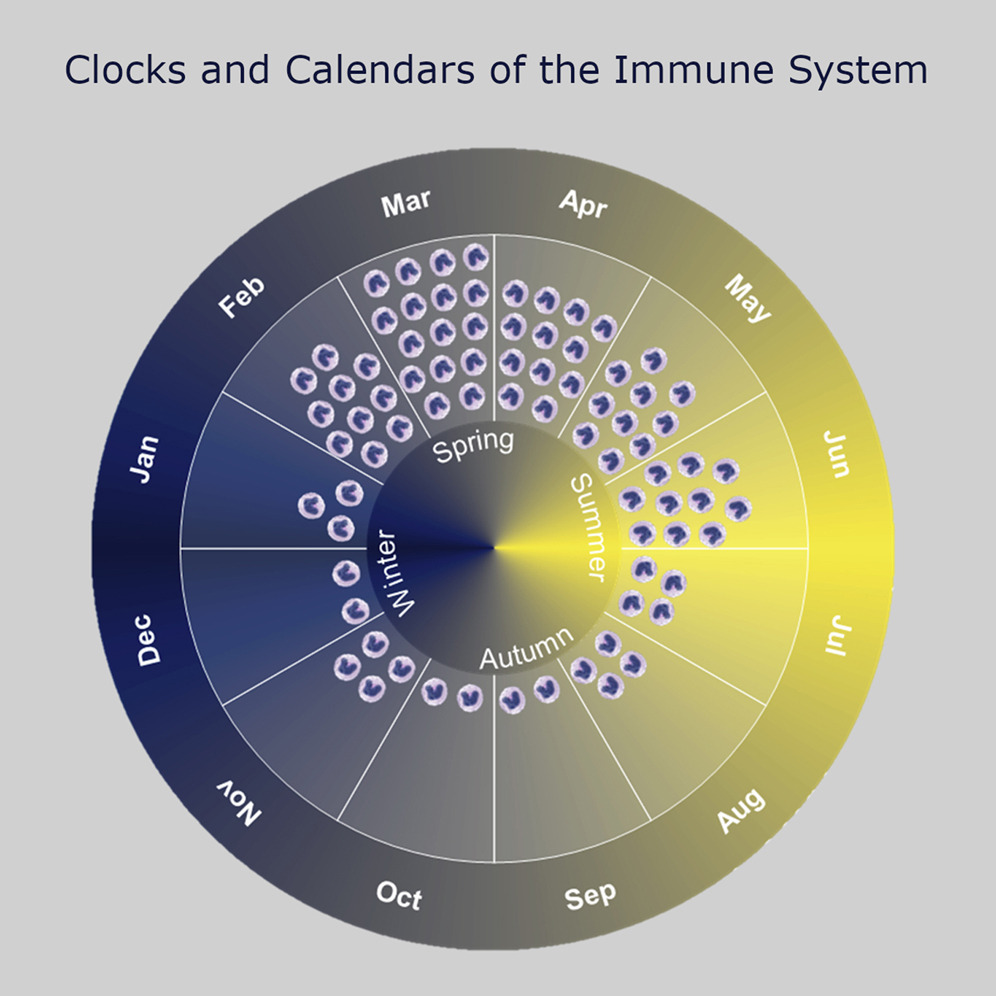 Clocks and Calendars of the Immune System
Jan
Feb
Mar
Apr
May
Jun
Jul
Aug
Sep
Oct
Nov
Dec
Spring
Summer
Autumn
Winter